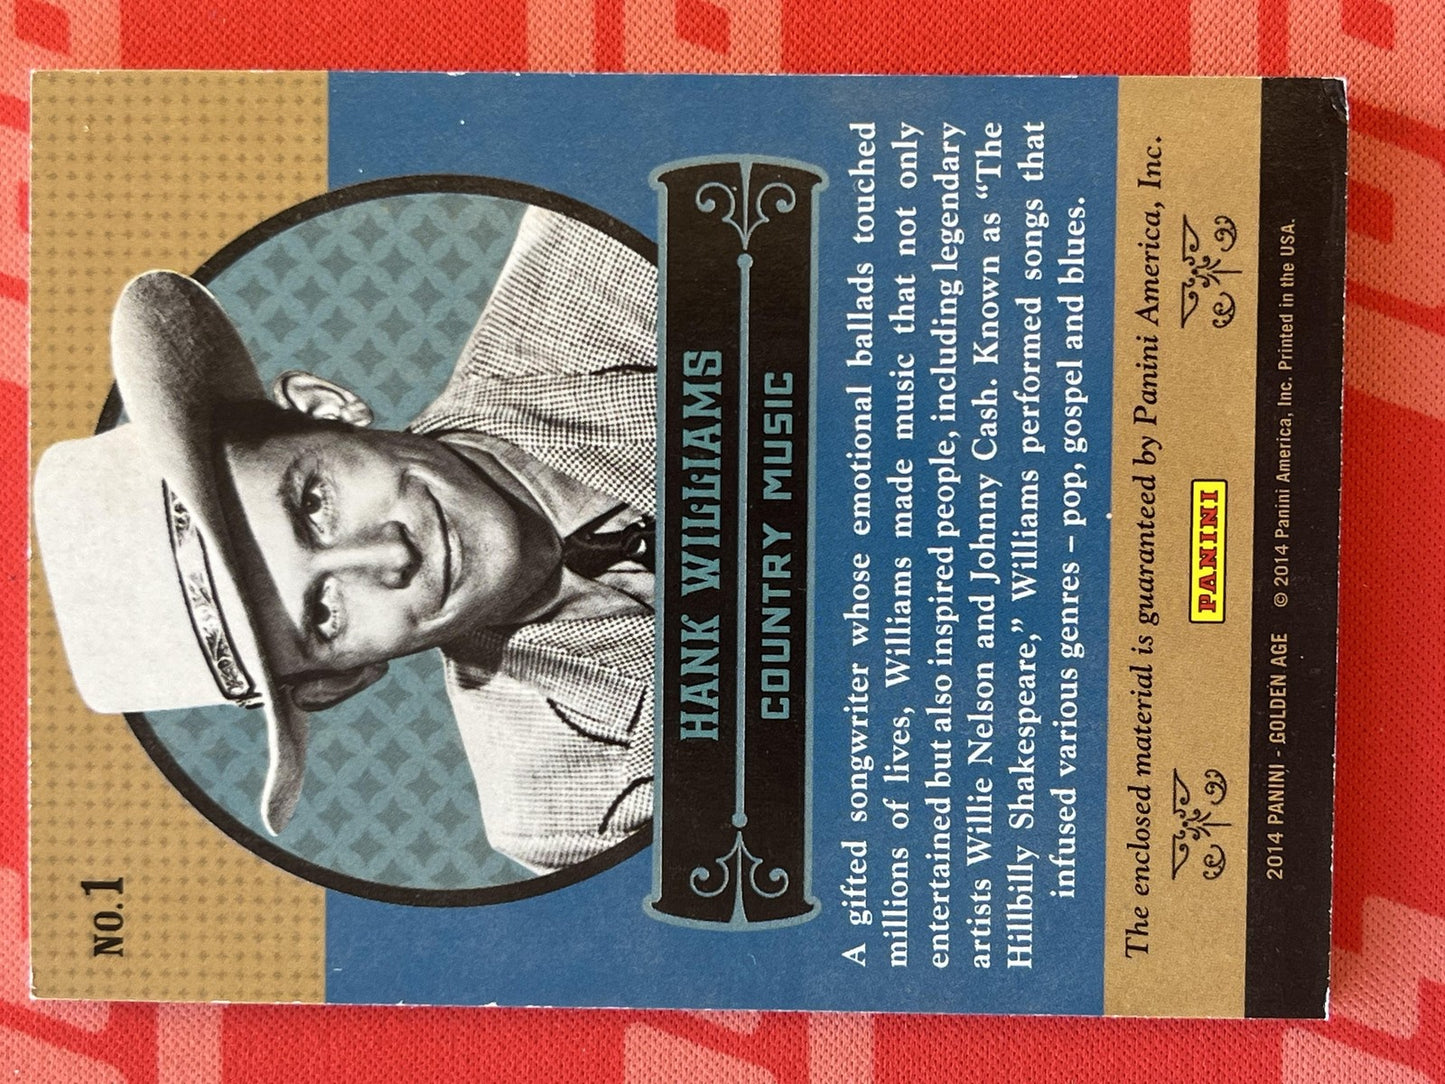 NO.1
HANK WILLIAMS
COUNTRY MUSIC
A gifted songwriter whose emotional ballads touched
millions of lives, Williams made music that not only
entertained but also inspired people, including legendary
artists Willie Nelson and Johnny Cash. Known as “The
Hillbilly Shakespeare,” Williams performed songs that
infused various genres – pop, gospel and blues.
The enclosed material is guaranteed by Panini America, Inc.
PANINI
2014 PANINI - GOLDEN AGE © 2014 Panini America, Inc. Printed in the USA.